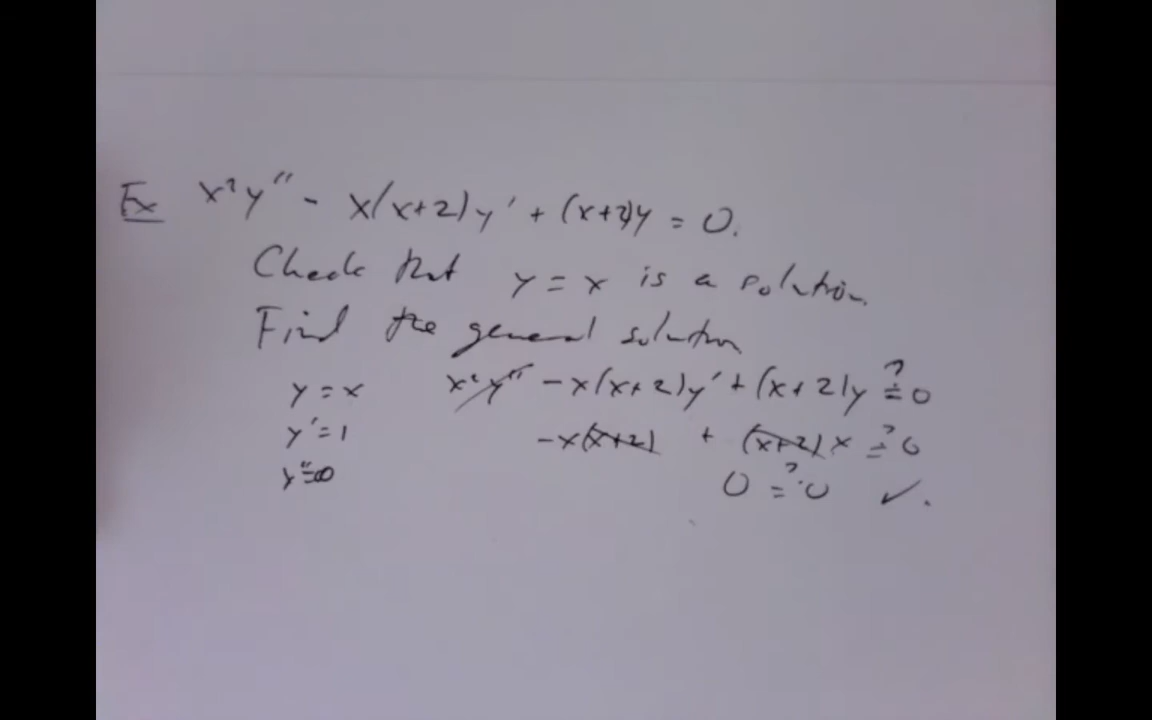 Ex x²y" - x(x+2)y' + (x+2)y = 0.
Check that y = x is a solution.
Find the general solution
y = x x²y" - x(x+2)y' + (x+2)y ≟ 0
y' = 1 -x(x+2) + (x+2)x ≟ 0
y" = 0 0 ≟ 0 ✓.